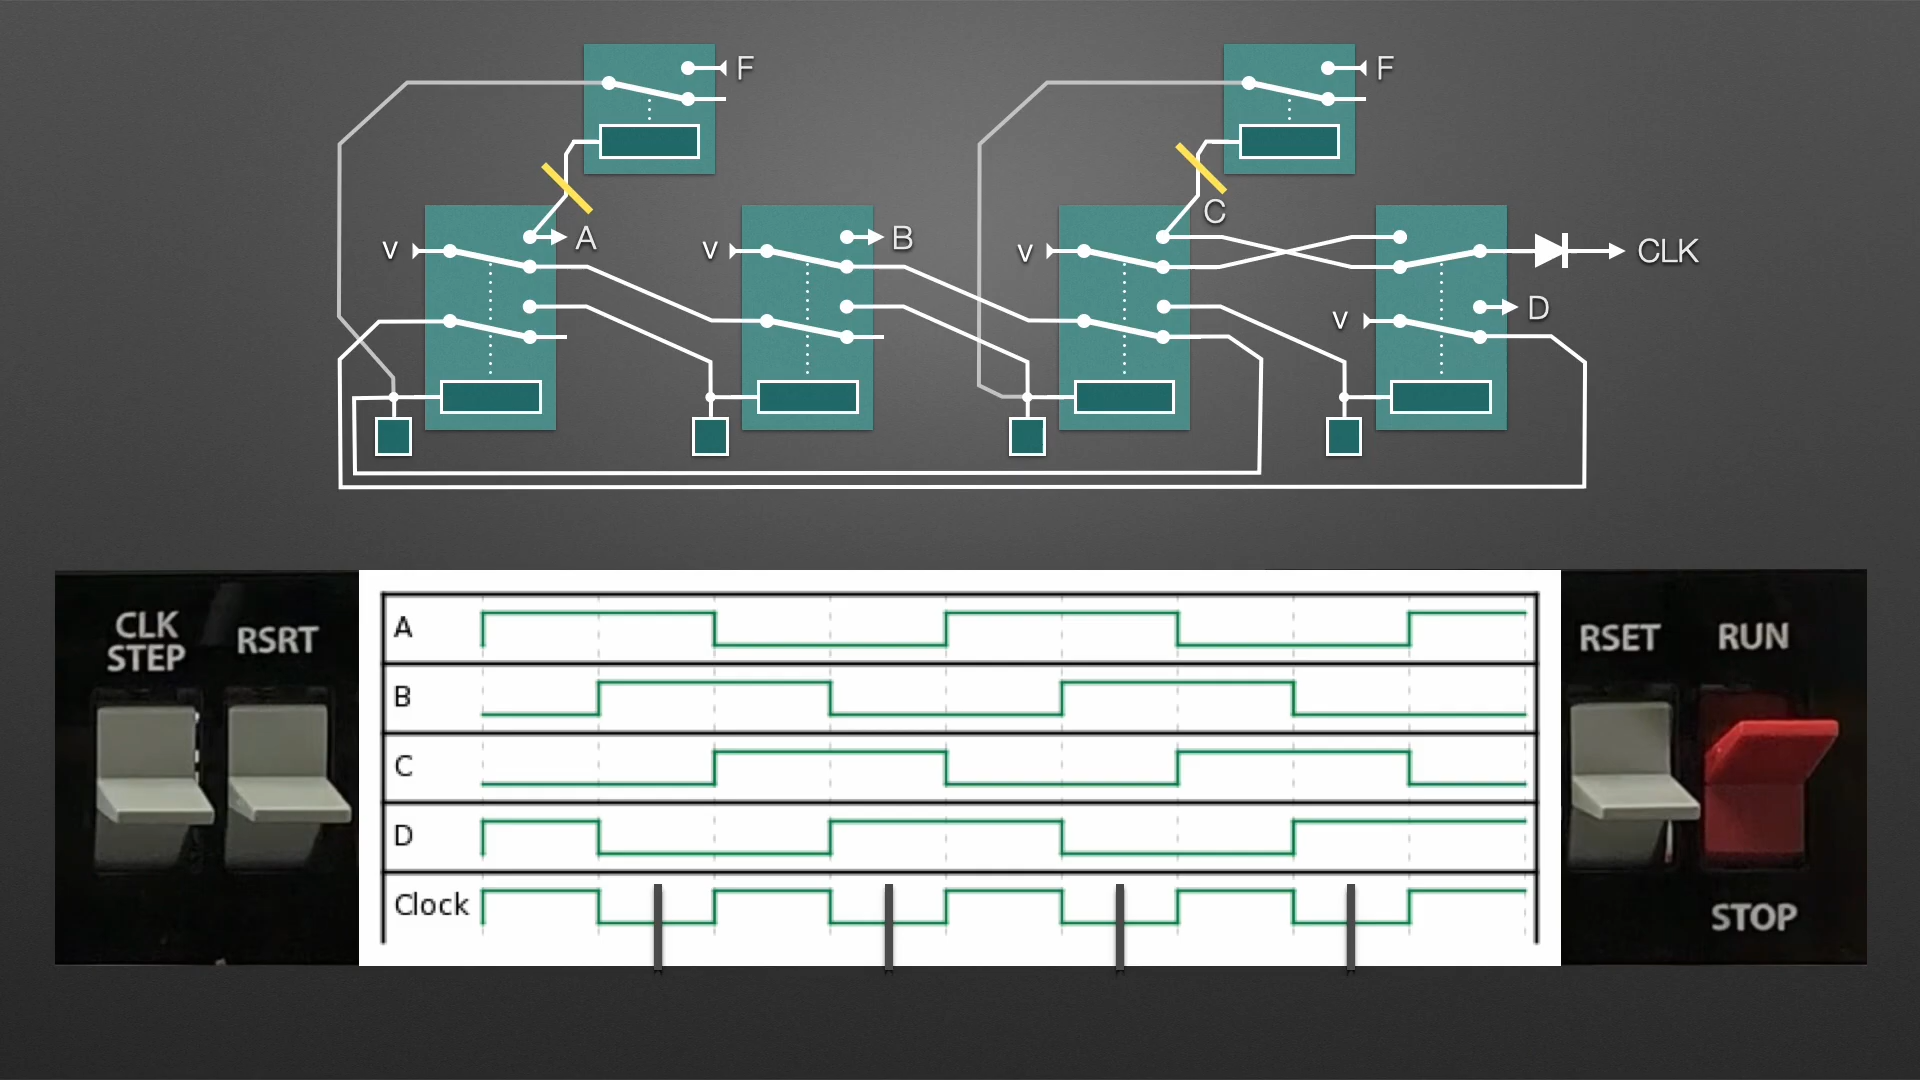 F
F
V
A
V
B
V
C
CLK
V
D
CLK
STEP
RSRT
A
B
C
D
Clock
RSET
RUN
STOP